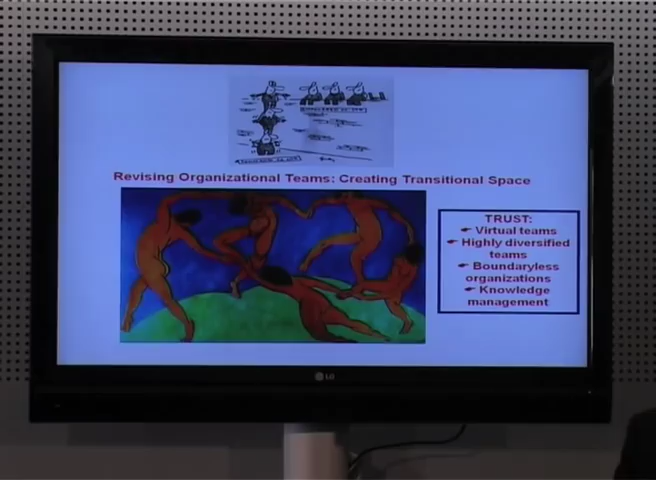 Revising Organizational Teams: Creating Transitional Space
TRUST:
☛ Virtual teams
☛ Highly diversified
teams
☛ Boundaryless
organizations
☛ Knowledge
management
LG